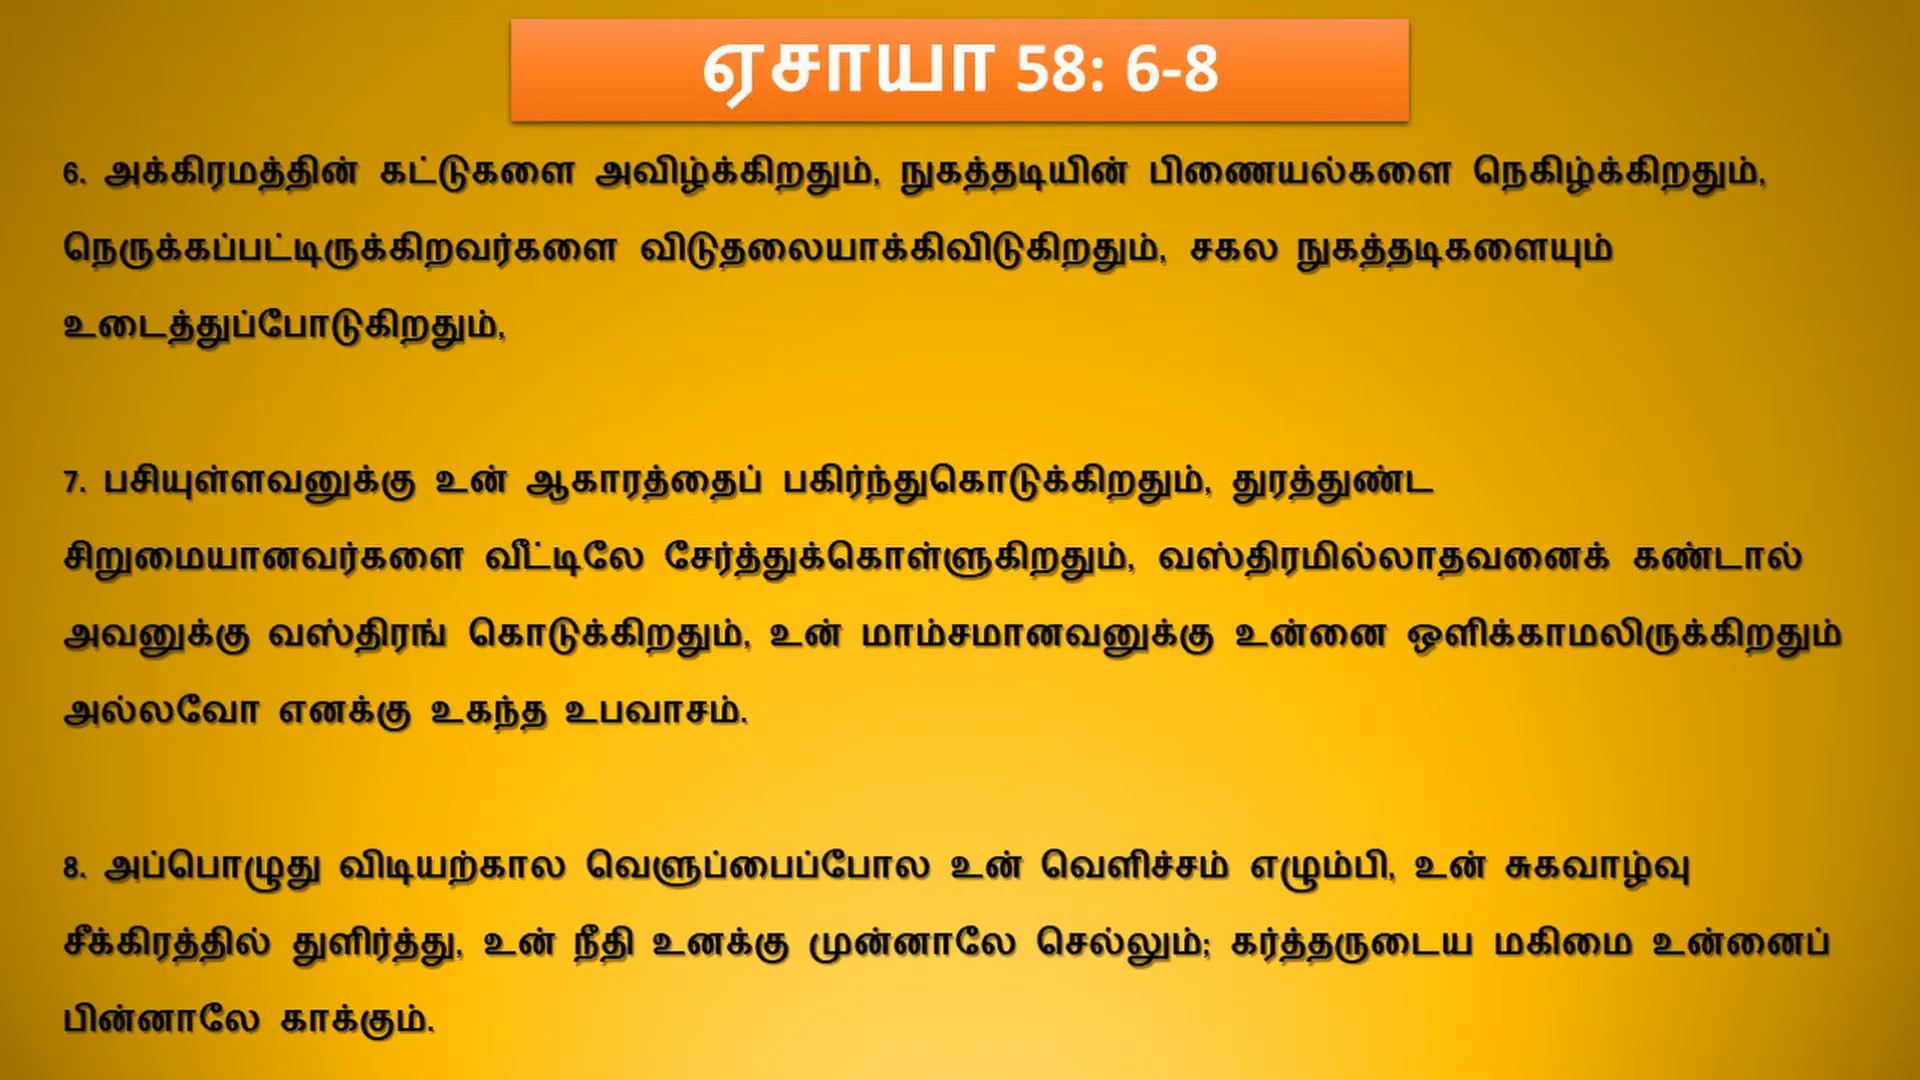 ஏசாயா 58: 6-8
6. அக்கிரமத்தின் கட்டுகளை அவிழ்க்கிறதும், நுகத்தடியின் பிணையல்களை நெகிழ்க்கிறதும்,
நெருக்கப்பட்டிருக்கிறவர்களை விடுதலையாக்கிவிடுகிறதும், சகல நுகத்தடிகளையும்
உடைத்துப்போடுகிறதும்,
7. பசியுள்ளவனுக்கு உன் ஆகாரத்தைப் பகிர்ந்துகொடுக்கிறதும், துரத்துண்ட
சிறுமையானவர்களை வீட்டிலே சேர்த்துக்கொள்ளுகிறதும், வஸ்திரமில்லாதவனைக் கண்டால்
அவனுக்கு வஸ்திரங் கொடுக்கிறதும், உன் மாம்சமானவனுக்கு உன்னை ஒளிக்காமலிருக்கிறதும்
அல்லவோ எனக்கு உகந்த உபவாசம்.
8. அப்பொழுது விடியற்கால வெளுப்பைப்போல உன் வெளிச்சம் எழும்பி, உன் சுகவாழ்வு
சீக்கிரத்தில் துளிர்த்து, உன் நீதி உனக்கு முன்னாலே செல்லும்; கர்த்தருடைய மகிமை உன்னைப்
பின்னாலே காக்கும்.